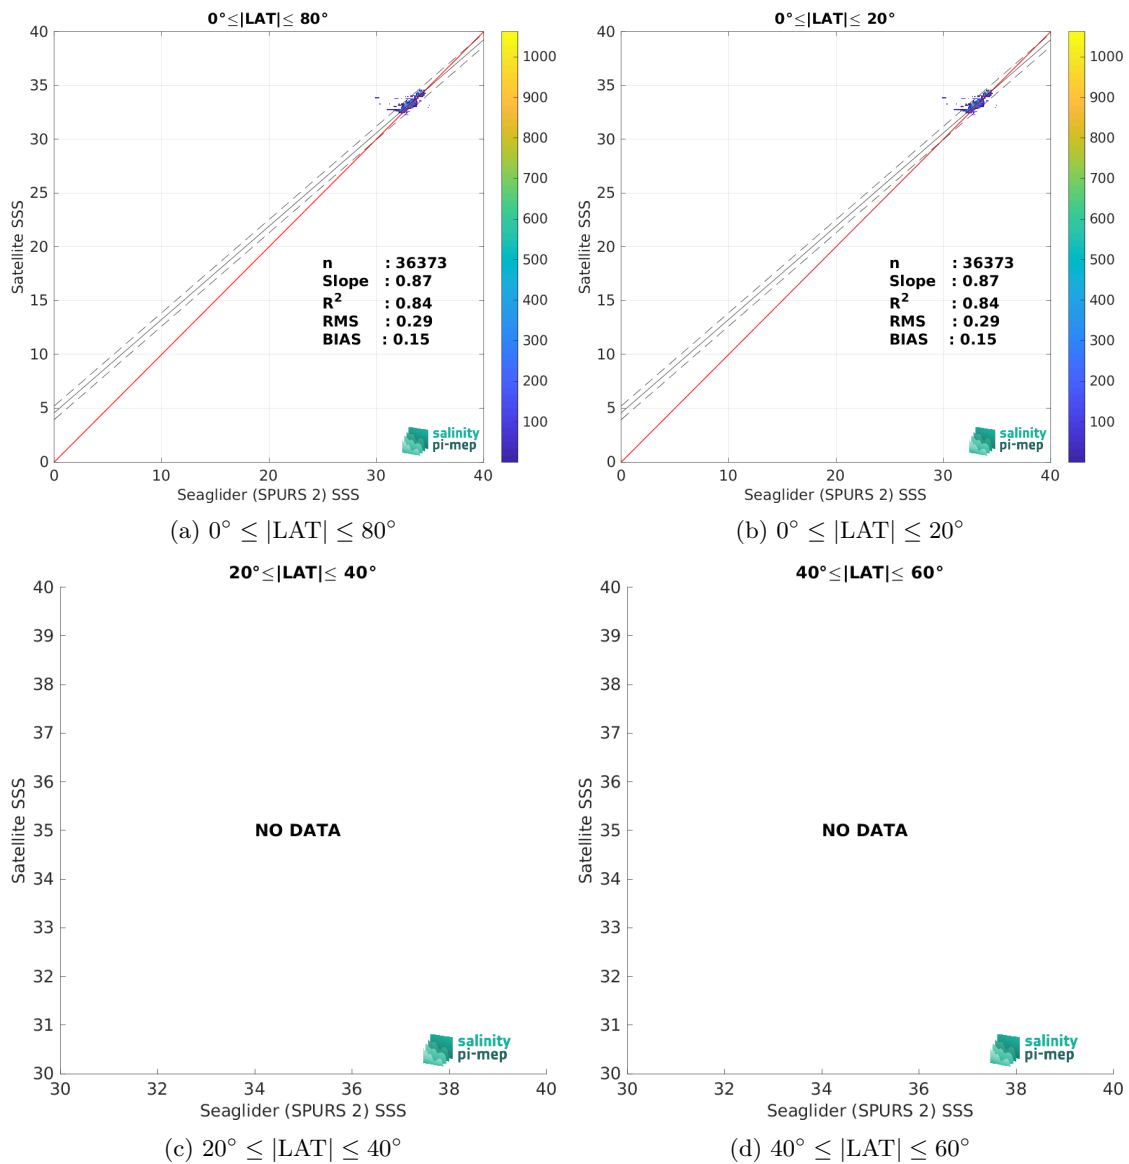 0°≤|LAT|≤ 80°
40
35
30
25
20
15
10
5
0
Satellite SSS
n : 36373
Slope : 0.87
R² : 0.84
RMS : 0.29
BIAS : 0.15
salinity
pi-mep
0 10 20 30 40
Seaglider (SPURS 2) SSS
1000
900
800
700
600
500
400
300
200
100
(a) 0° ≤ |LAT| ≤ 80°
0°≤|LAT|≤ 20°
40
35
30
25
20
15
10
5
0
Satellite SSS
n : 36373
Slope : 0.87
R² : 0.84
RMS : 0.29
BIAS : 0.15
salinity
pi-mep
0 10 20 30 40
Seaglider (SPURS 2) SSS
1000
900
800
700
600
500
400
300
200
100
(b) 0° ≤ |LAT| ≤ 20°
20°≤|LAT|≤ 40°
40
39
38
37
36
35
34
33
32
31
30
Satellite SSS
NO DATA
salinity
pi-mep
30 32 34 36 38 40
Seaglider (SPURS 2) SSS
(c) 20° ≤ |LAT| ≤ 40°
40°≤|LAT|≤ 60°
40
39
38
37
36
35
34
33
32
31
30
Satellite SSS
NO DATA
salinity
pi-mep
30 32 34 36 38 40
Seaglider (SPURS 2) SSS
(d) 40° ≤ |LAT| ≤ 60°